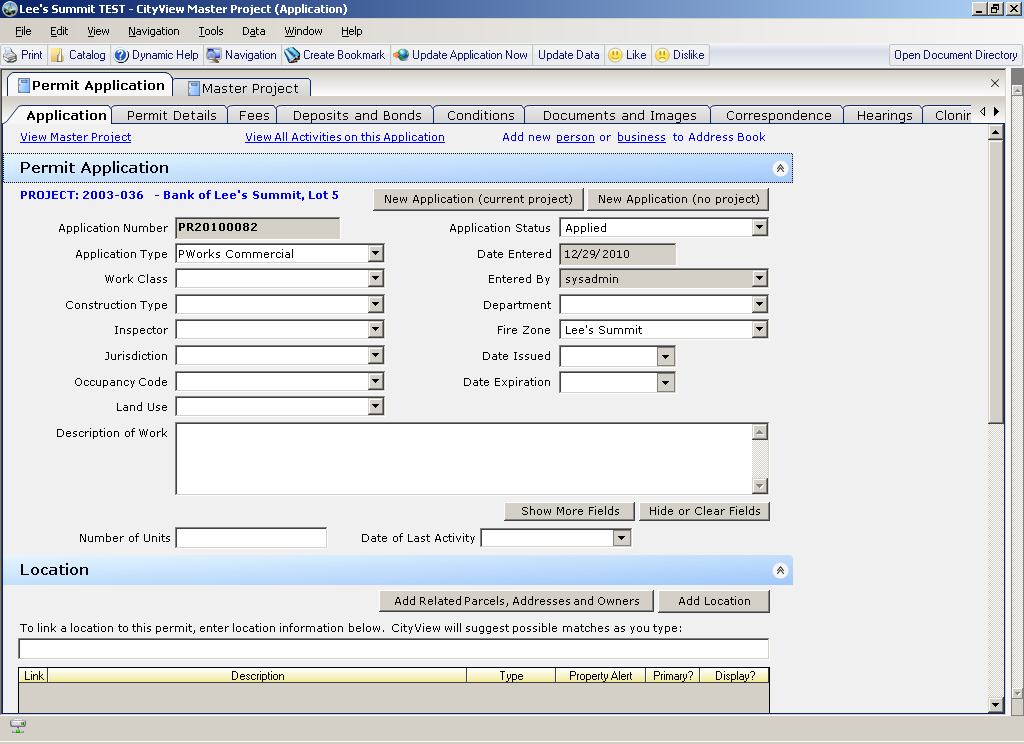 Lee's Summit TEST - CityView Master Project (Application)
File Edit View Navigation Tools Data Window Help
Print Catalog Dynamic Help Navigation Create Bookmark Update Application Now Update Data Like Dislike Open Document Directory
Permit Application Master Project
Application Permit Details Fees Deposits and Bonds Conditions Documents and Images Correspondence Hearings Clonin
View Master Project View All Activities on this Application Add new person or business to Address Book
Permit Application
PROJECT: 2003-036 - Bank of Lee's Summit, Lot 5 New Application (current project) New Application (no project)
Application Number PR20100082 Application Status Applied
Application Type PWorks Commercial Date Entered 12/29/2010
Work Class Entered By sysadmin
Construction Type Department
Inspector Fire Zone Lee's Summit
Jurisdiction Date Issued
Occupancy Code Date Expiration
Land Use
Description of Work
Show More Fields Hide or Clear Fields
Number of Units Date of Last Activity
Location
Add Related Parcels, Addresses and Owners Add Location
To link a location to this permit, enter location information below. CityView will suggest possible matches as you type:
Link Description Type Property Alert Primary? Display?